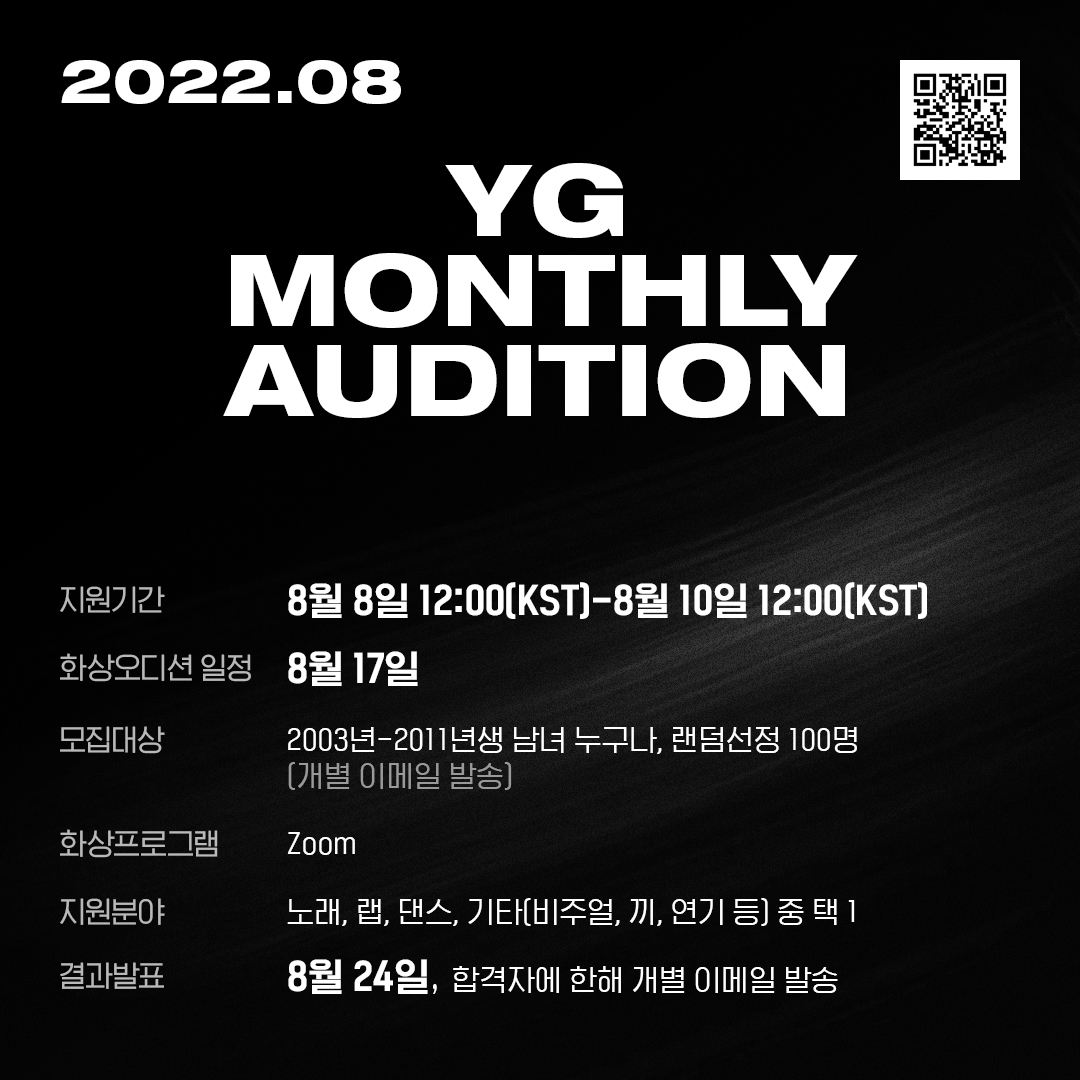 2022.08
YG
MONTHLY
AUDITION
지원기간 8월 8일 12:00(KST)-8월 10일 12:00(KST)
화상오디션 일정 8월 17일
모집대상 2003년-2011년생 남녀 누구나, 랜덤선정 100명
(개별 이메일 발송)
화상프로그램 Zoom
지원분야 노래, 랩, 댄스, 기타(비주얼, 끼, 연기 등) 중 택 1
결과발표 8월 24일, 합격자에 한해 개별 이메일 발송